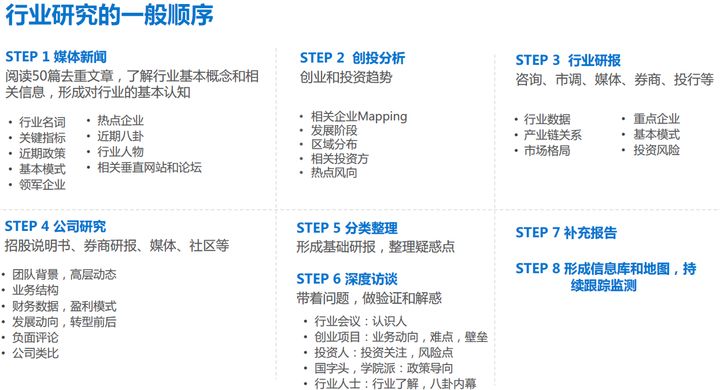 行业研究的一般顺序
STEP 1 媒体新闻
阅读50篇去重文章，了解行业基本概念和相
关信息，形成对行业的基本认知
• 行业名词
• 关键指标
• 近期政策
• 基本模式
• 领军企业
• 热点企业
• 近期八卦
• 行业人物
• 相关垂直网站和论坛
STEP 2 创投分析
创业和投资趋势
• 相关企业Mapping
• 发展阶段
• 区域分布
• 相关投资方
• 热点风向
STEP 3 行业研报
咨询、市调、媒体、券商、投行等
• 行业数据
• 产业链关系
• 市场格局
• 重点企业
• 基本模式
• 投资风险
STEP 4 公司研究
招股说明书、券商研报、媒体、社区等
• 团队背景，高层动态
• 业务结构
• 财务数据，盈利模式
• 发展动向，转型前后
• 负面评论
• 公司类比
STEP 5 分类整理
形成基础研报，整理疑惑点
STEP 6 深度访谈
带着问题，做验证和解惑
• 行业会议：认识人
• 创业项目：业务动向，难点，壁垒
• 投资人：投资关注，风险点
• 国字头，学院派：政策导向
• 行业人士：行业了解，八卦内幕
STEP 7 补充报告
STEP 8 形成信息库和地图，持
续跟踪监测